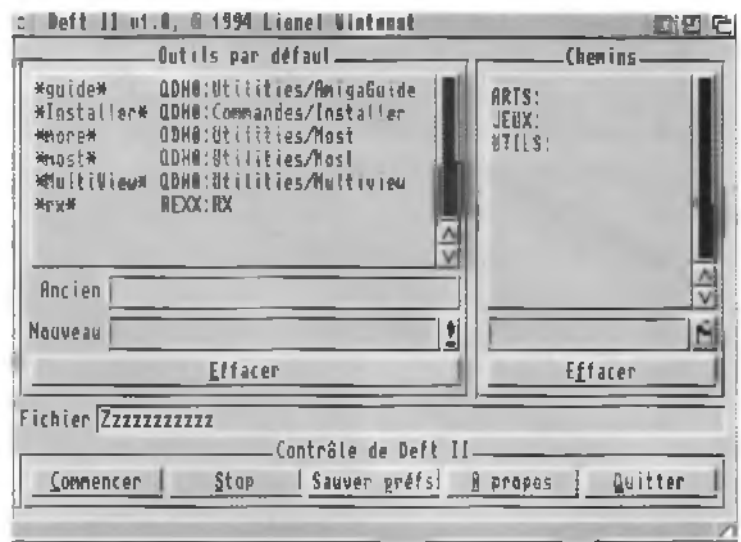 Deft II v1.0, © 1994 Lionel Vintenat
Outils par défaut
*guide* QDH0:Utilities/AmigaGuide
*Installer* QDH0:Commandes/Installer
*more* QDH0:Utilities/Most
*most* QDH0:Utilities/Most
*MultiView* QDH0:Utilities/Multiview
*rx* REXX:RX
Ancien
Nouveau
Effacer
Chemins
ARTS:
JEUX:
UTILS:
Effacer
Fichier Zzzzzzzzzzz
Contrôle de Deft II
Commencer Stop Sauver préfs A propos Quitter